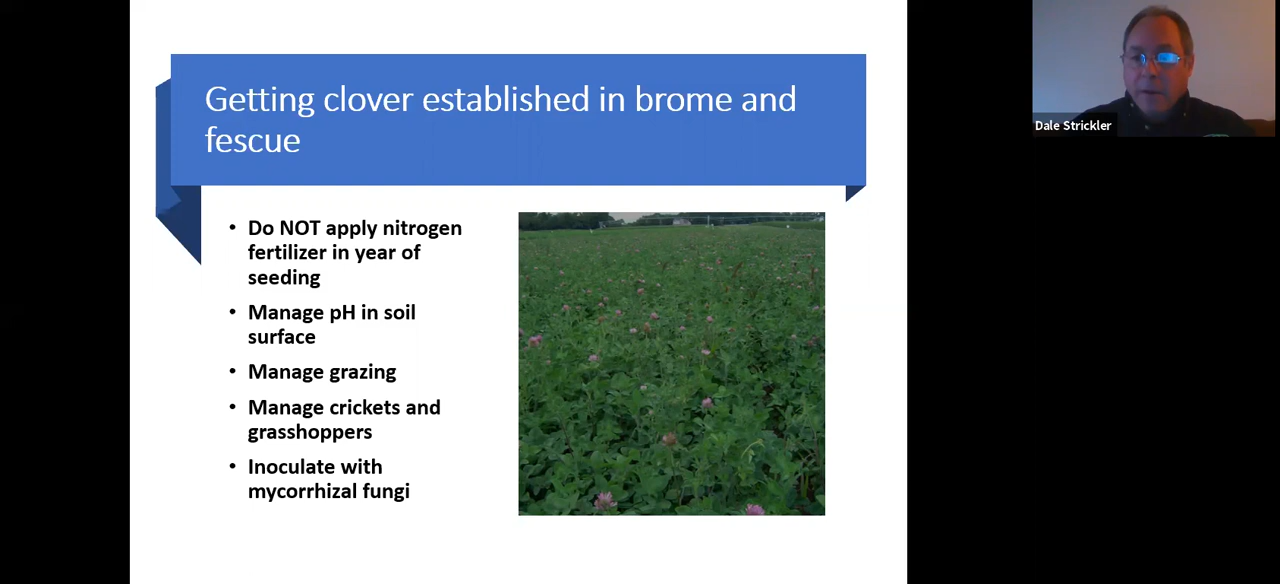 Getting clover established in brome and
fescue
Dale Strickler
• Do NOT apply nitrogen
fertilizer in year of
seeding
• Manage pH in soil
surface
• Manage grazing
• Manage crickets and
grasshoppers
• Inoculate with
mycorrhizal fungi